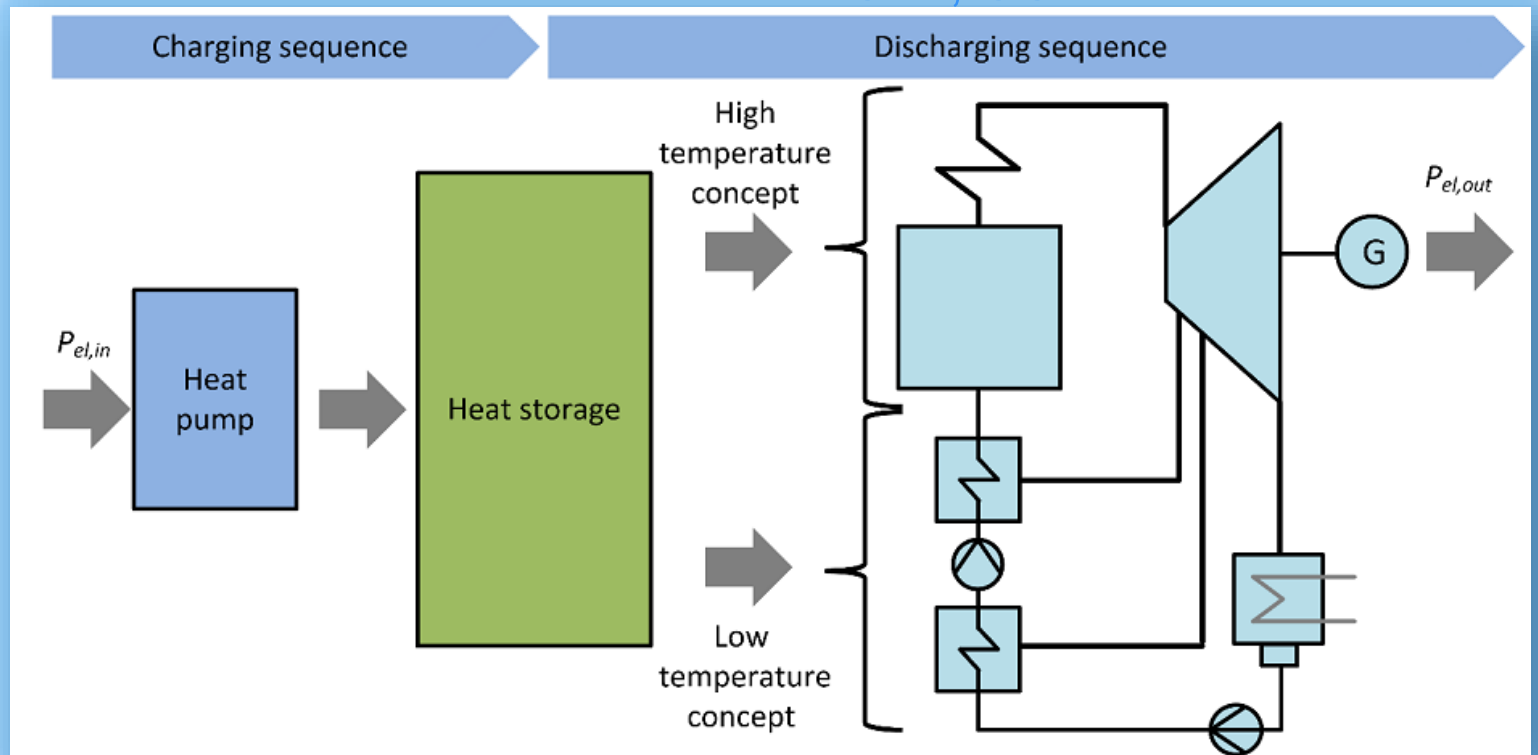 Charging sequence
Discharging sequence
High
temperature
concept
P_el,out
G
P_el,in
Heat
pump
Heat storage
Low
temperature
concept